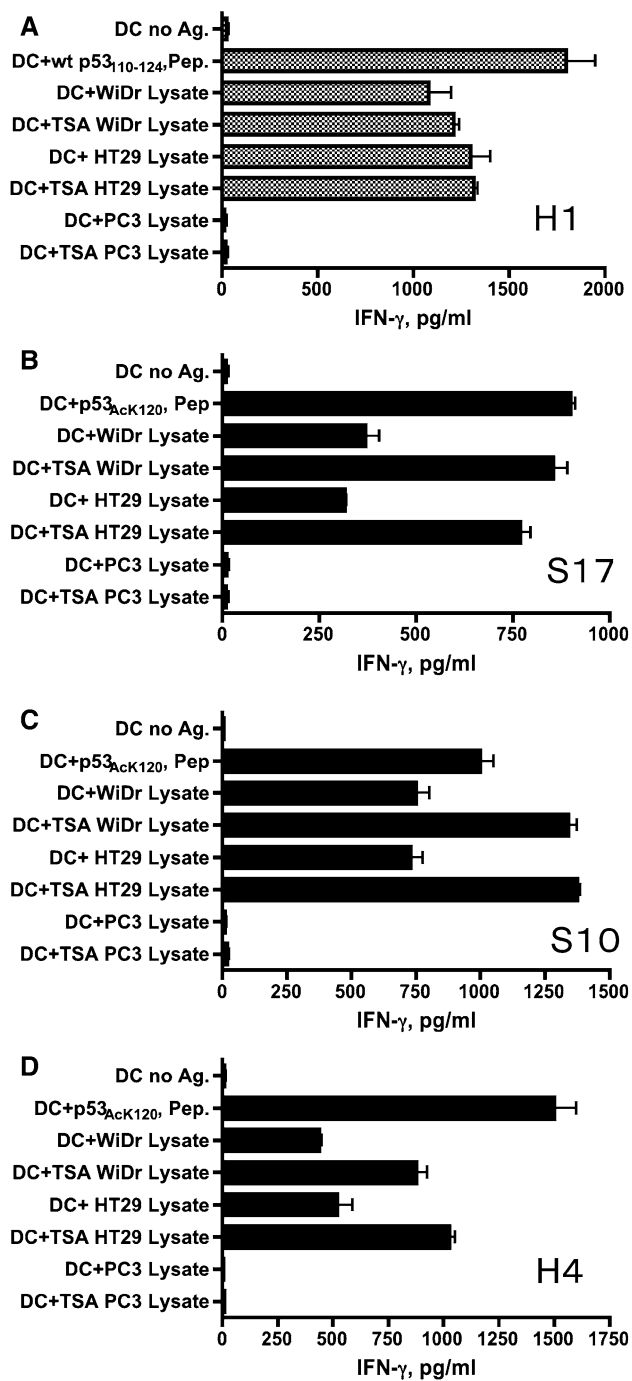 A
DC no Ag.
DC+wt p53110-124,Pep.
DC+WiDr Lysate
DC+TSA WiDr Lysate
DC+ HT29 Lysate
DC+TSA HT29 Lysate
DC+PC3 Lysate
DC+TSA PC3 Lysate
H1
0 500 1000 1500 2000
IFN-γ, pg/ml
B
DC no Ag.
DC+p53AcK120, Pep
DC+WiDr Lysate
DC+TSA WiDr Lysate
DC+ HT29 Lysate
DC+TSA HT29 Lysate
DC+PC3 Lysate
DC+TSA PC3 Lysate
S17
0 250 500 750 1000
IFN-γ, pg/ml
C
DC no Ag.
DC+p53AcK120, Pep
DC+WiDr Lysate
DC+TSA WiDr Lysate
DC+ HT29 Lysate
DC+TSA HT29 Lysate
DC+PC3 Lysate
DC+TSA PC3 Lysate
S10
0 250 500 750 1000 1250 1500
IFN-γ, pg/ml
D
DC no Ag.
DC+p53AcK120, Pep.
DC+WiDr Lysate
DC+TSA WiDr Lysate
DC+ HT29 Lysate
DC+TSA HT29 Lysate
DC+PC3 Lysate
DC+TSA PC3 Lysate
H4
0 250 500 750 1000 1250 1500 1750
IFN-γ, pg/ml